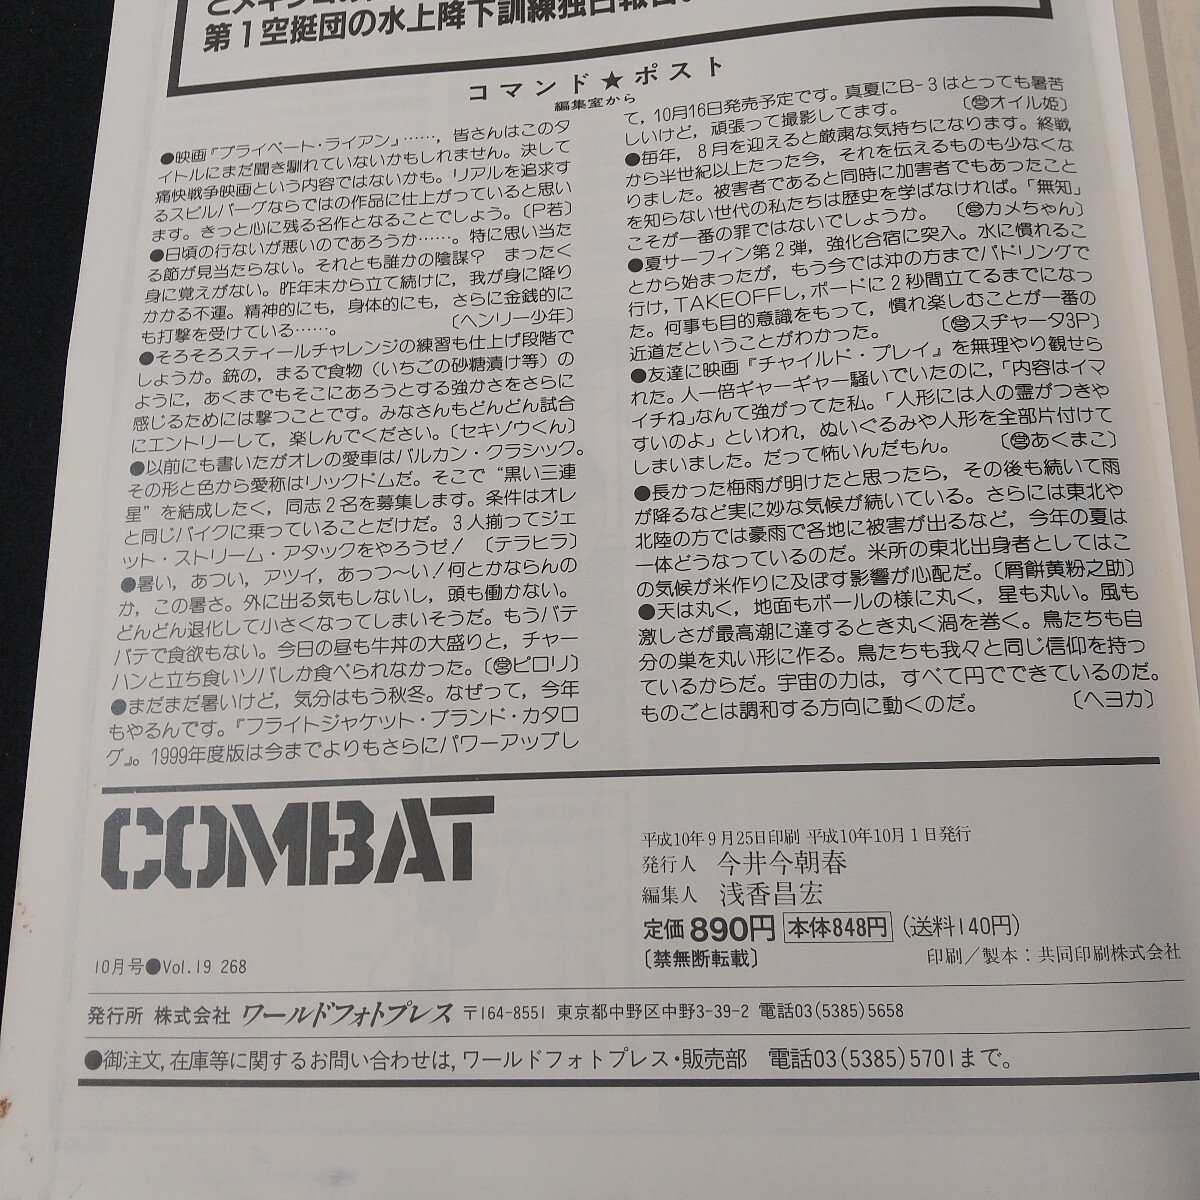 第1空挺団の水上降下訓練独占報告
コマンド★ポスト
編集室から
●映画『プライベート・ライアン』……，皆さんはこのタ
イトルにまだ聞き馴れていないかもしれません。決して
痛快戦争映画という内容ではないかも。リアルを追求す
るスピルバーグならではの作品に仕上がっていると思い
ます。きっと心に残る名作となることでしょう。〔P若〕
●日頃の行ないが悪いのであろうか……。特に思い当た
る節が見当たらない。それとも誰かの陰謀？　まったく
身に覚えがない。昨年末から立て続けに，我が身に降り
かかる不運。精神的にも，身体的にも，さらに金銭的に
も打撃を受けている……。　〔ヘンリー少年〕
●そろそろスティールチャレンジの練習も仕上げ段階で
しょうか。銃の，まるで食物（いちごの砂糖漬け等）の
ように，あくまでもそこにあろうとする強かさをさらに
感じるためには撃つことです。みなさんもどんどん試合
にエントリーして，楽しんでください。〔セキゾウくん〕
●以前にも書いたがオレの愛車はバルカン・クラシック。
その形と色から愛称はリックドムだ。そこで“黒い三連
星”を結成したく，同志2名を募集します。条件はオレ
と同じバイクに乗っていることだけだ。3人揃ってジェ
ット・ストリーム・アタックをやろうぜ！　〔テラヒラ〕
●暑い，あつい，アツイ，あっつ～い！何とかならんの
か，この暑さ。外に出る気もしないし，頭も働かない。
どんどん退化して小さくなってしまいそうだ。もうバテ
バテで食欲もない。今日の昼も牛丼の大盛りと，チャー
ハンと立ち食いソバしか食べられなかった。〔営ピロリ〕
●まだまだ暑いけど，気分はもう秋冬。なぜって，今年
もやるんです。『フライトジャケット・ブランド・カタロ
グ』。1999年度版は今までよりもさらにパワーアップし
て，10月16日発売予定です。真夏にB-3はとっても暑苦
しいけど，頑張って撮影してます。　〔営オイル姫〕
●毎年，8月を迎えると厳粛な気持ちになります。終戦
から半世紀以上たった今，それを伝えるものも少なくな
りました。被害者であると同時に加害者でもあったこと
を知らない世代の私たちは歴史を学ばなければ。「無知」
こそが一番の罪ではないでしょうか。　〔営カメちゃん〕
●夏サーフィン第2弾，強化合宿に突入。水に慣れるこ
とから始まったが，もう今では沖の方までパドリングで
行け，TAKEOFFし，ボードに2秒間立てるまでになっ
た。何事も目的意識をもって，慣れ楽しむことが一番の
近道だということがわかった。　〔営スヂャータ3P〕
●友達に映画『チャイルド・プレイ』を無理やり観せら
れた。人一倍ギャーギャー騒いでいたのに，「内容はイマ
イチね」なんて強がってた私。「人形には人の霊がつきや
すいのよ」といわれ，ぬいぐるみや人形を全部片付けて
しまいました。だって怖いんだもん。　〔営あくまこ〕
●長かった梅雨が明けたと思ったら，その後も続いて雨
が降るなど実に妙な気候が続いている。さらには東北や
北陸の方では豪雨で各地に被害が出るなど，今年の夏は
一体どうなっているのだ。米所の東北出身者としてはこ
の気候が米作りに及ぼす影響が心配だ。〔屑餅黄粉之助〕
●天は丸く，地面もボールの様に丸く，星も丸い。風も
激しさが最高潮に達するとき丸く渦を巻く。鳥たちも自
分の巣を丸い形に作る。鳥たちも我々と同じ信仰を持っ
ているからだ。宇宙の力は，すべて円でできているのだ。
ものごとは調和する方向に動くのだ。　〔ヘヨカ〕
COMBAT
10月号●Vol.19 268
平成10年9月25日印刷 平成10年10月1日発行
発行人　今井今朝春
編集人　浅香昌宏
定価890円 本体848円 （送料140円）
〔禁無断転載〕　印刷／製本：共同印刷株式会社
発行所 株式会社 ワールドフォトプレス 〒164-8551 東京都中野区中野3-39-2 電話03(5385)5658
●御注文，在庫等に関するお問い合わせは，ワールドフォトプレス・販売部　電話03(5385)5701まで。